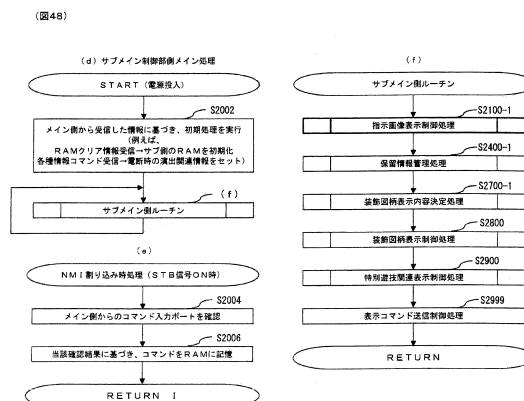 (図48)
(d) サブメイン制御部側メイン処理
START (電源投入)
S2002
メイン側から受信した情報に基づき、初期処理を実行
(例えば、
RAMクリア情報受信→サブ側のRAMを初期化
各種情報コマンド受信→電断時の演出関連情報をセット)
(f)
サブメイン側ルーチン
(e)
NMI割り込み時処理 (STB信号ON時)
S2004
メイン側からのコマンド入力ポートを確認
S2006
当該確認結果に基づき、コマンドをRAMに記憶
RETURN I
(f)
サブメイン側ルーチン
S2100-1
指示画像表示制御処理
S2400-1
保留情報管理処理
S2700-1
装飾図柄表示内容決定処理
S2800
装飾図柄表示制御処理
S2900
特別遊技関連表示制御処理
S2999
表示コマンド送信制御処理
RETURN